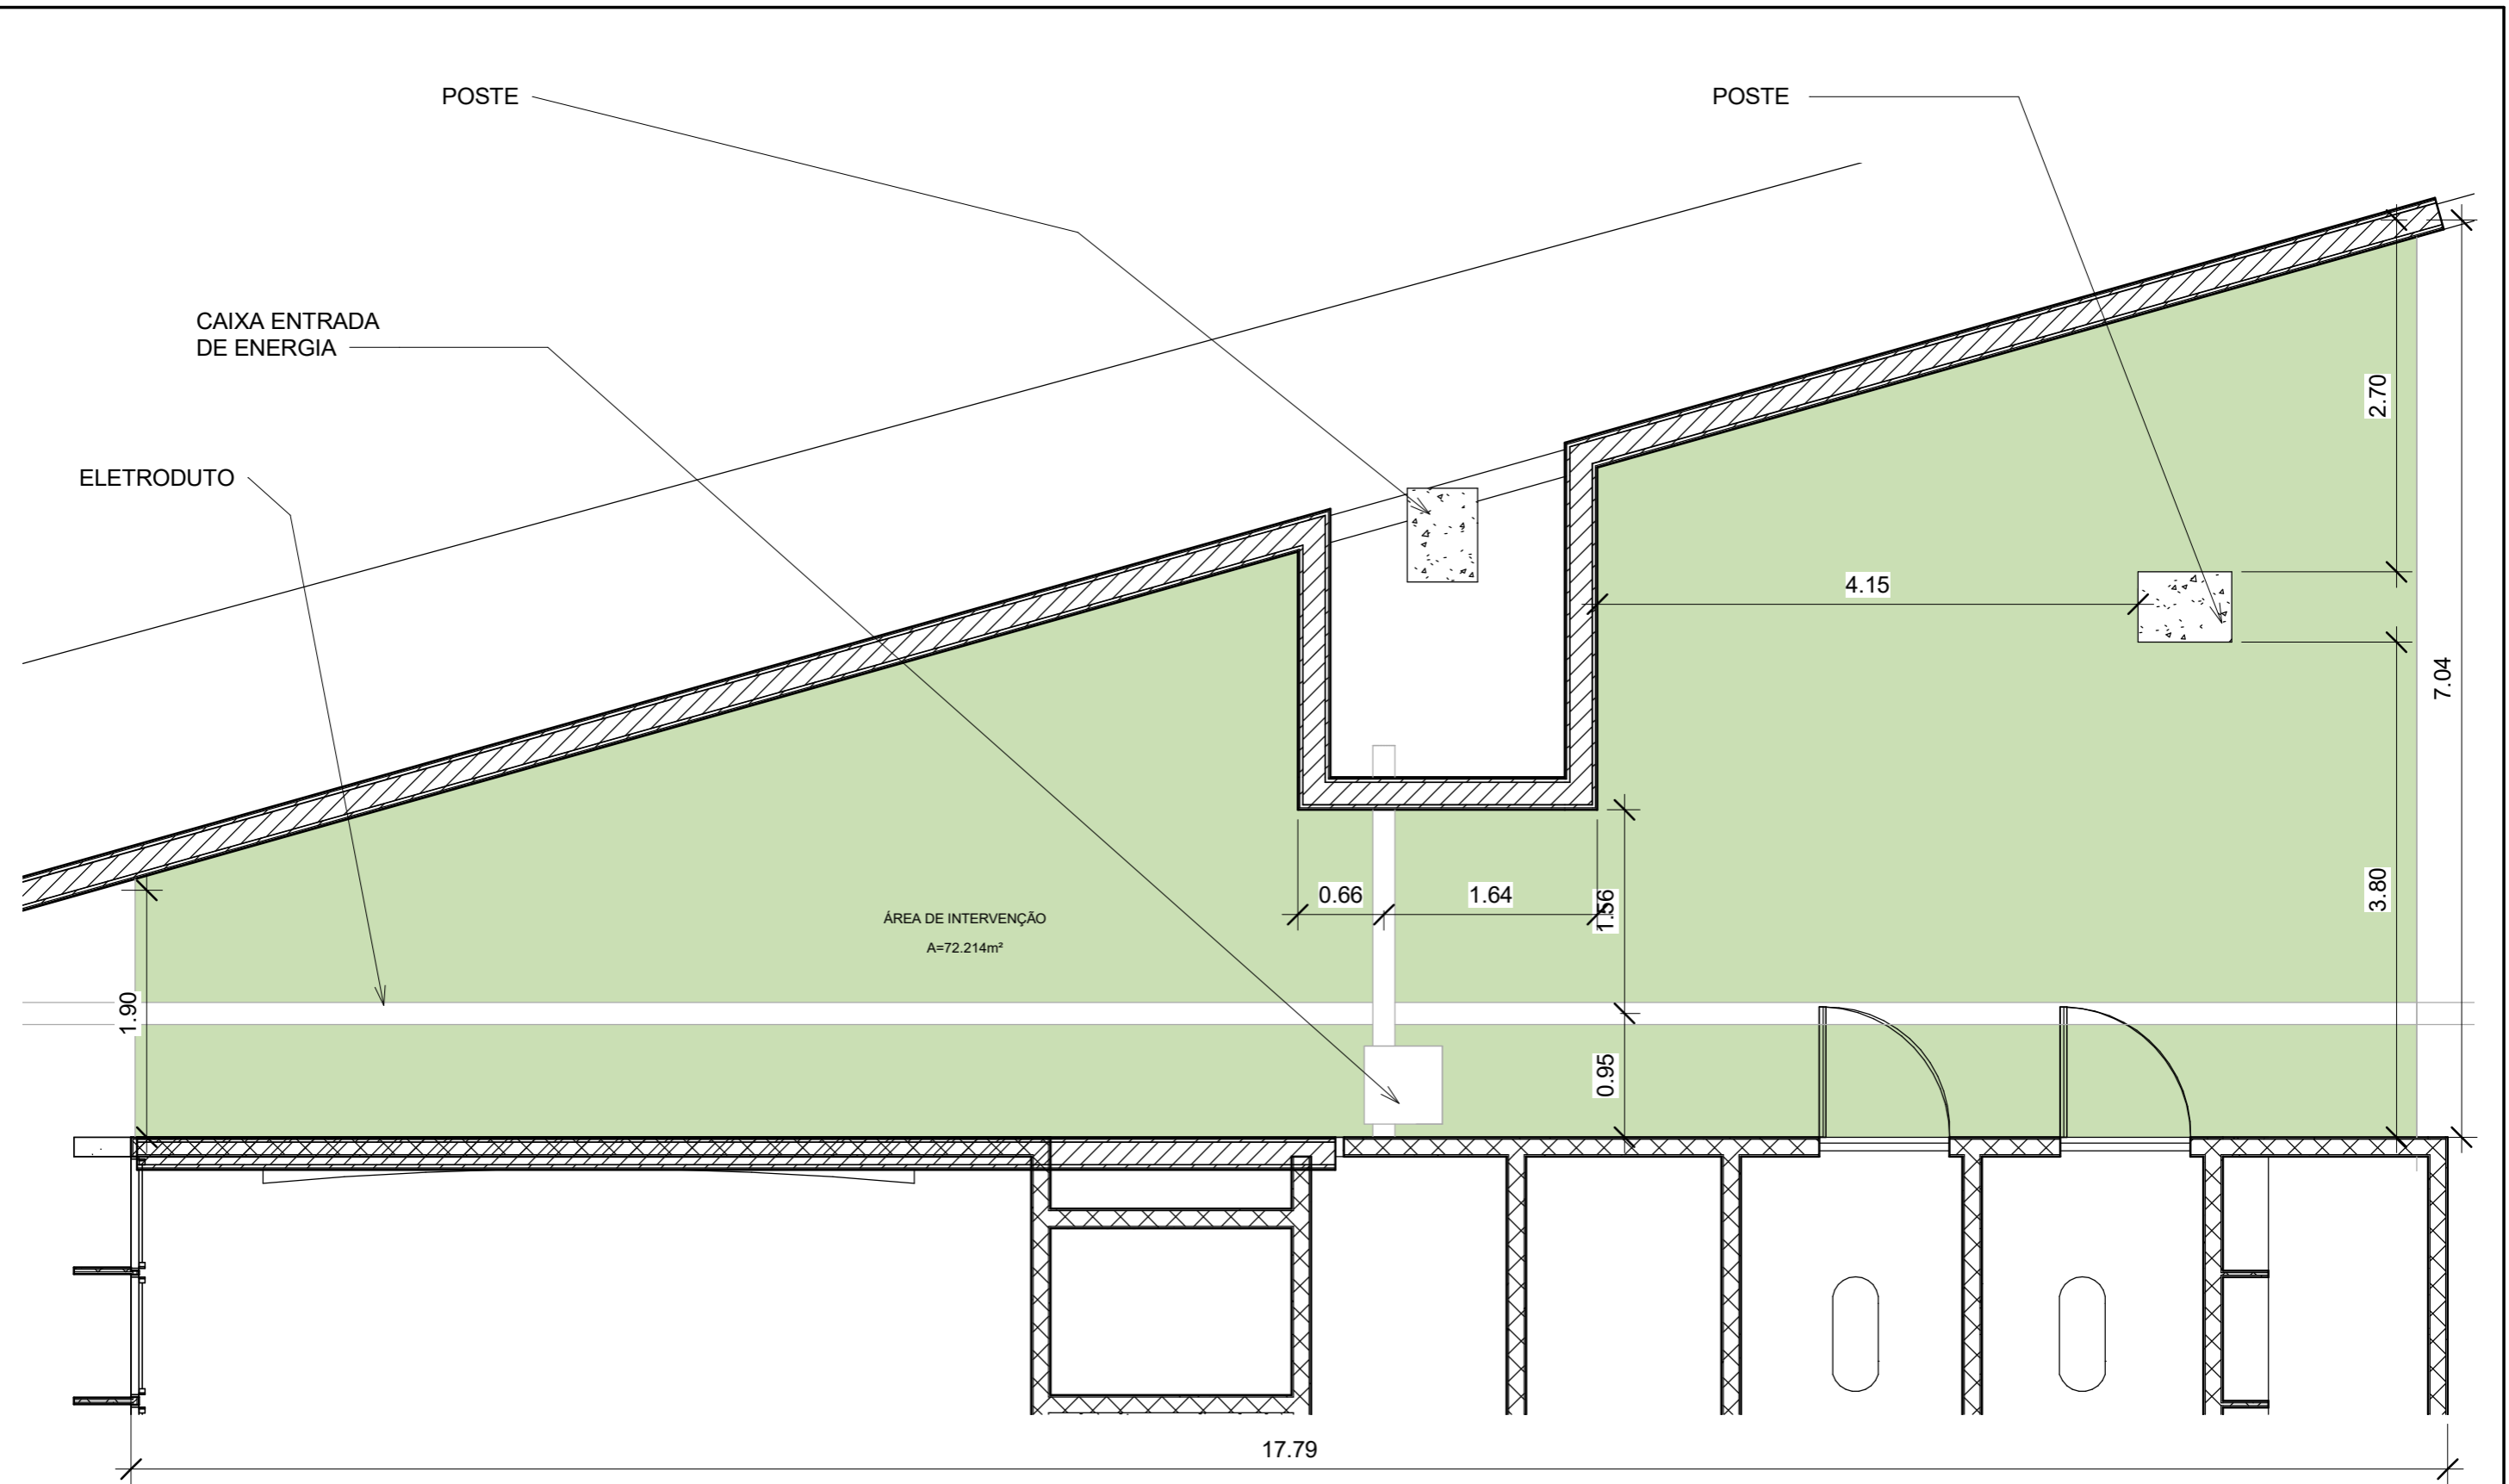 POSTE
POSTE
CAIXA ENTRADA
DE ENERGIA
ELETRODUTO
2.70
4.15
7.04
0.66
1.64
1.56
3.80
ÁREA DE INTERVENÇÃO
A=72.214m²
1.90
0.95
17.79